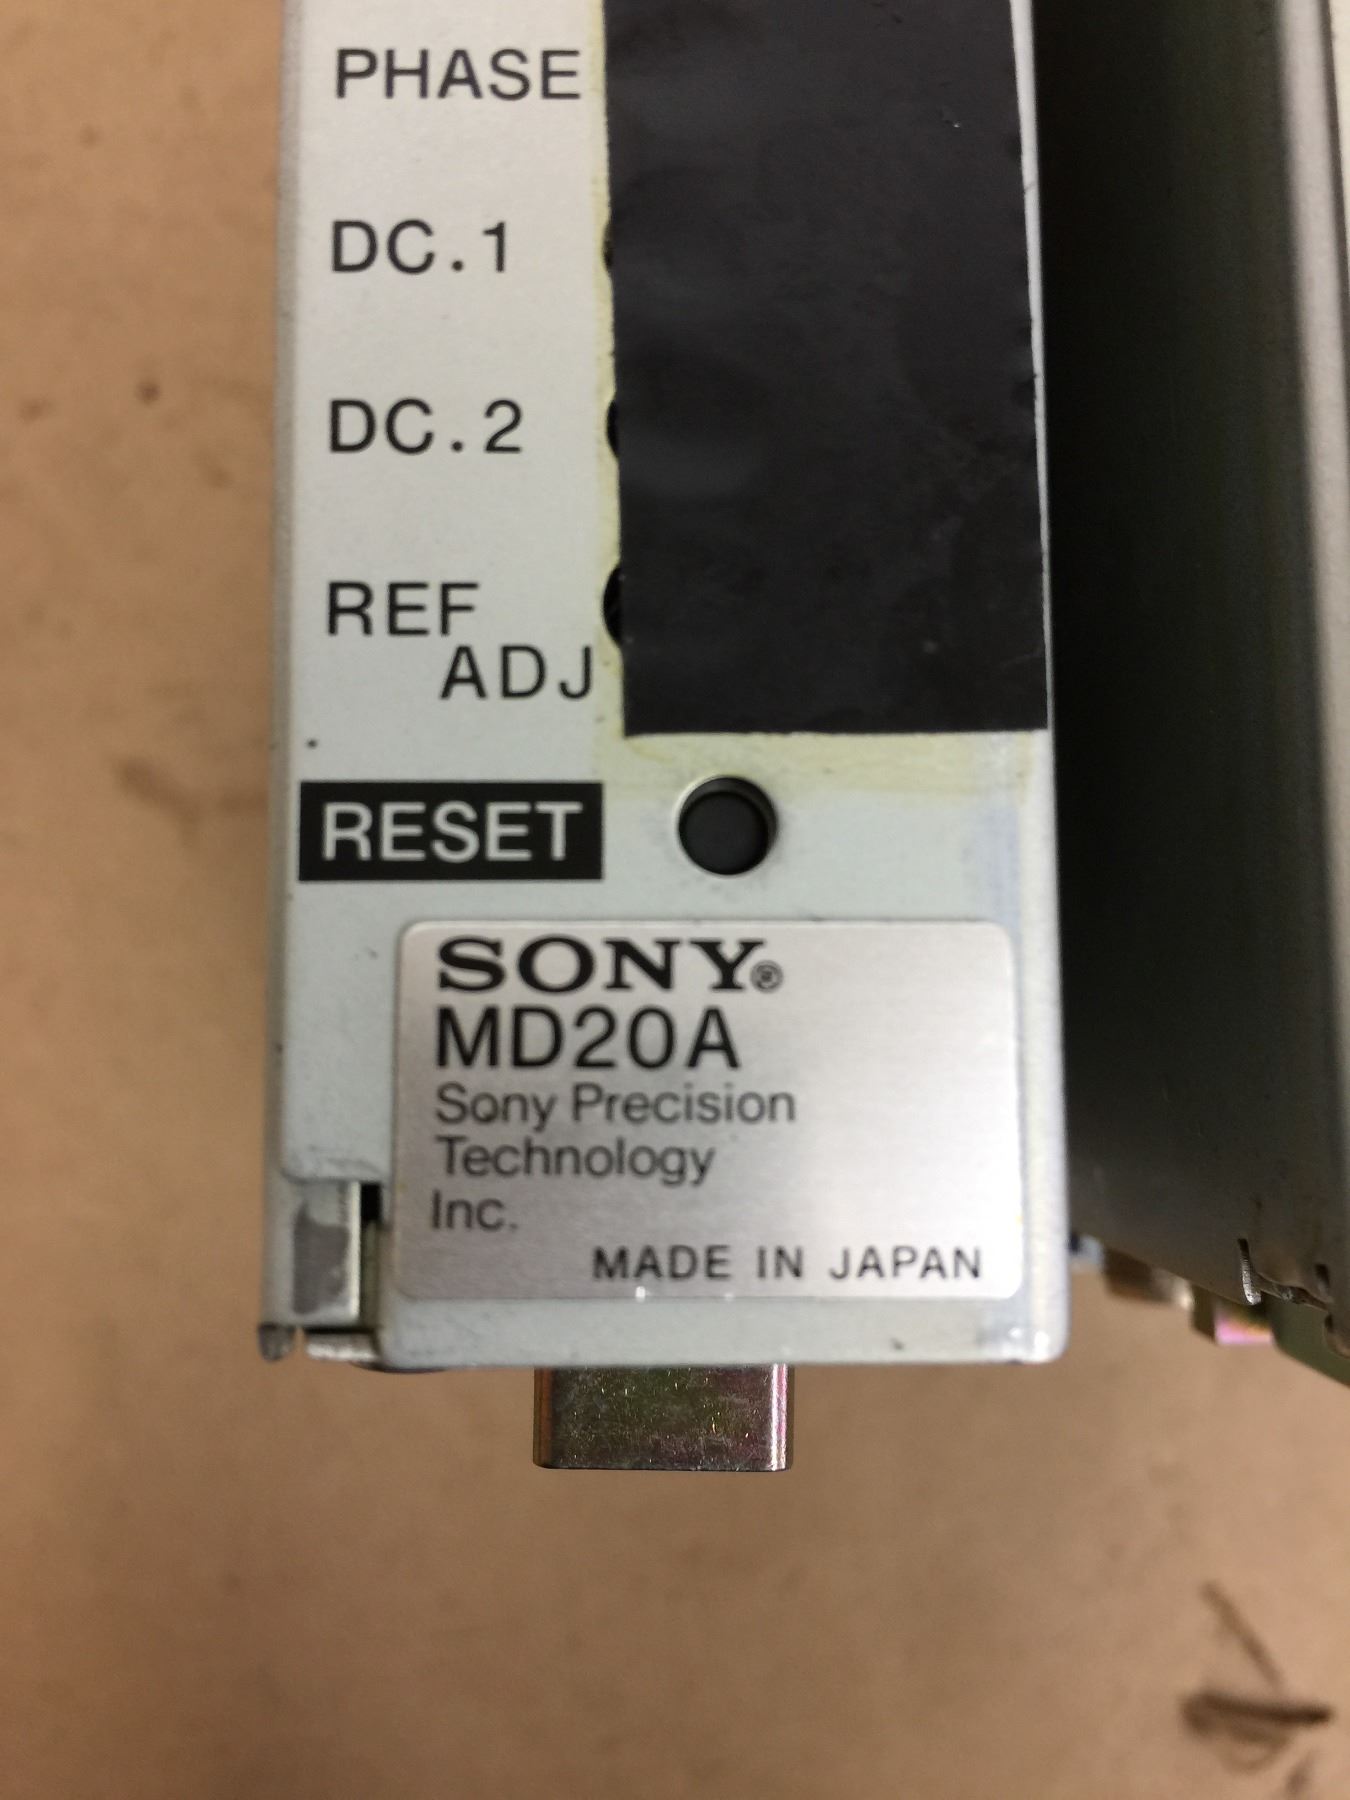 PHASE
DC.1
DC.2
REF
ADJ
RESET
SONY®
MD20A
Sony Precision
Technology
Inc.
MADE IN JAPAN